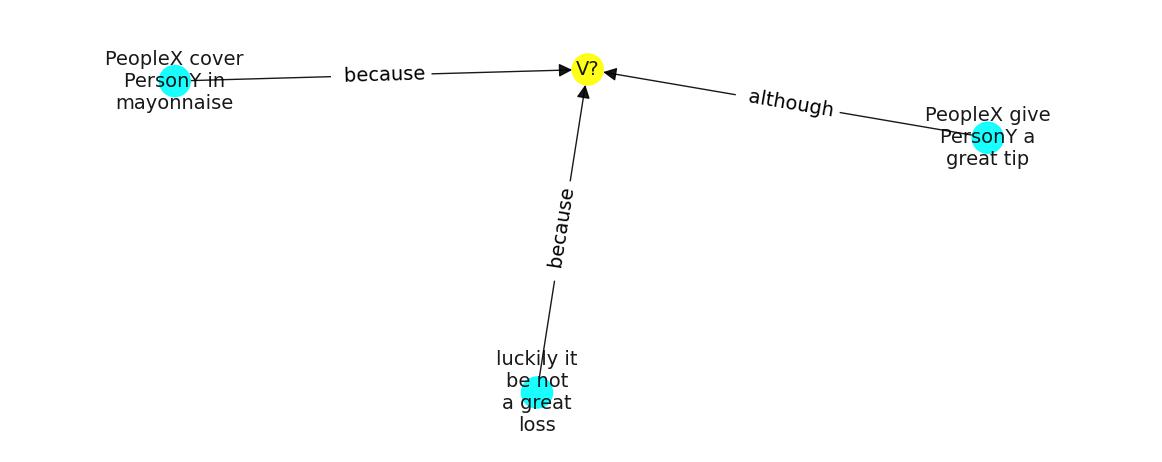 PeopleX cover
PersonY in
mayonnaise
because
V?
although
PeopleX give
PersonY a
great tip
because
luckily it
be not
a great
loss